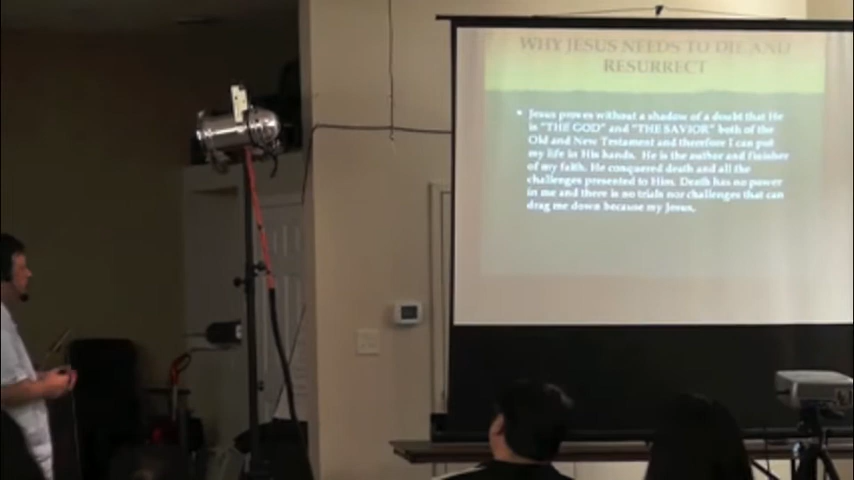 WHY JESUS NEEDS TO DIE AND
RESURRECT
Jesus proves without a shadow of a doubt that He
is "THE GOD" and "THE SAVIOR" both of the
Old and New Testament and therefore I can put
my life in His hands. He is the author and finisher
of my faith. He conquered death and all the
challenges presented to Him. Death has no power
in me and there is no trials nor challenges that can
drag me down because my Jesus.